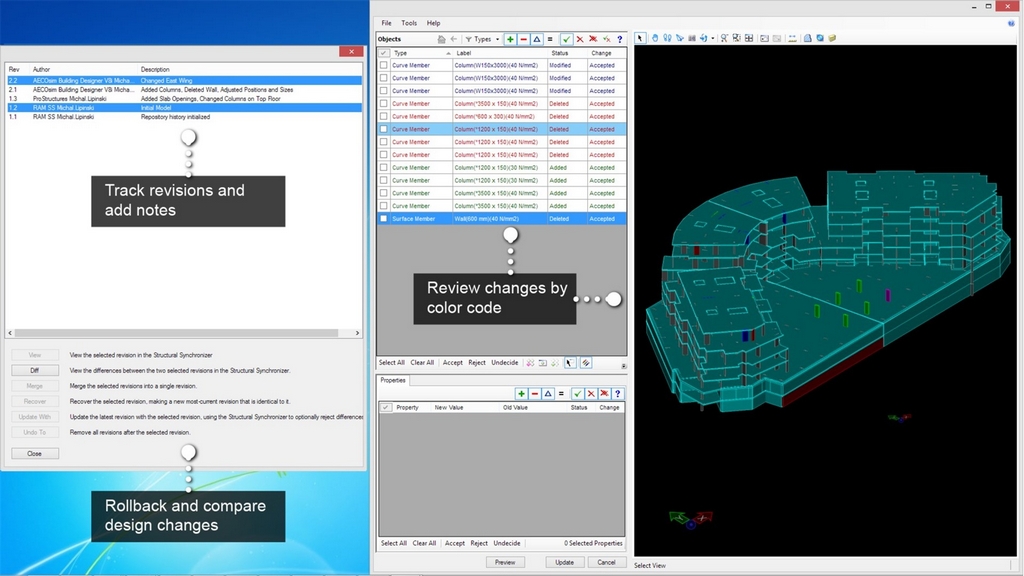 Rev Author Description
2.2 AECOsim Building Designer V8i Micha... Changed East Wing
2.1 AECOsim Building Designer V8i Micha... Added Columns, Deleted Wall, Adjusted Positions and Sizes
1.3 ProStructures Michal.Lipinski Added Slab Openings, Changed Columns on Top Floor
1.2 RAM SS Michal.Lipinski Initial Model
1.1 RAM SS Michal.Lipinski Repository history initialized
Track revisions and
add notes
View View the selected revision in the Structural Synchronizer
Diff View the differences between the two selected revisions in the Structural Synchronizer.
Merge Merge the selected revisions into a single revision.
Recover Recover the selected revision, making a new most-current revision that is identical to it.
Update With Update the latest revision with the selected revision, using the Structural Synchronizer to optionally reject differences
Undo To Remove all revisions after the selected revision.
Close
Rollback and compare
design changes
File Tools Help
Objects Types
Type Label Status Change
Curve Member Column(W150x3000)(40 N/mm2) Modified Accepted
Curve Member Column(W150x3000)(40 N/mm2) Modified Accepted
Curve Member Column(W150x3000)(40 N/mm2) Modified Accepted
Curve Member Column(*3500 x 150)(40 N/mm2) Deleted Accepted
Curve Member Column(*600 x 300)(40 N/mm2) Deleted Accepted
Curve Member Column(*1200 x 150)(40 N/mm2) Deleted Accepted
Curve Member Column(*1200 x 150)(40 N/mm2) Deleted Accepted
Curve Member Column(*1200 x 150)(40 N/mm2) Deleted Accepted
Curve Member Column(*1200 x 150)(30 N/mm2) Added Accepted
Curve Member Column(*1200 x 150)(30 N/mm2) Added Accepted
Curve Member Column(*3500 x 150)(40 N/mm2) Added Accepted
Curve Member Column(*3500 x 150)(40 N/mm2) Added Accepted
Surface Member Wall(600 mm)(40 N/mm2) Deleted Accepted
Review changes by
color code
Select All Clear All Accept Reject Undecide
Properties
Property New Value Old Value Status Change
Select All Clear All Accept Reject Undecide 0 Selected Properties
Preview Update Cancel
Select View